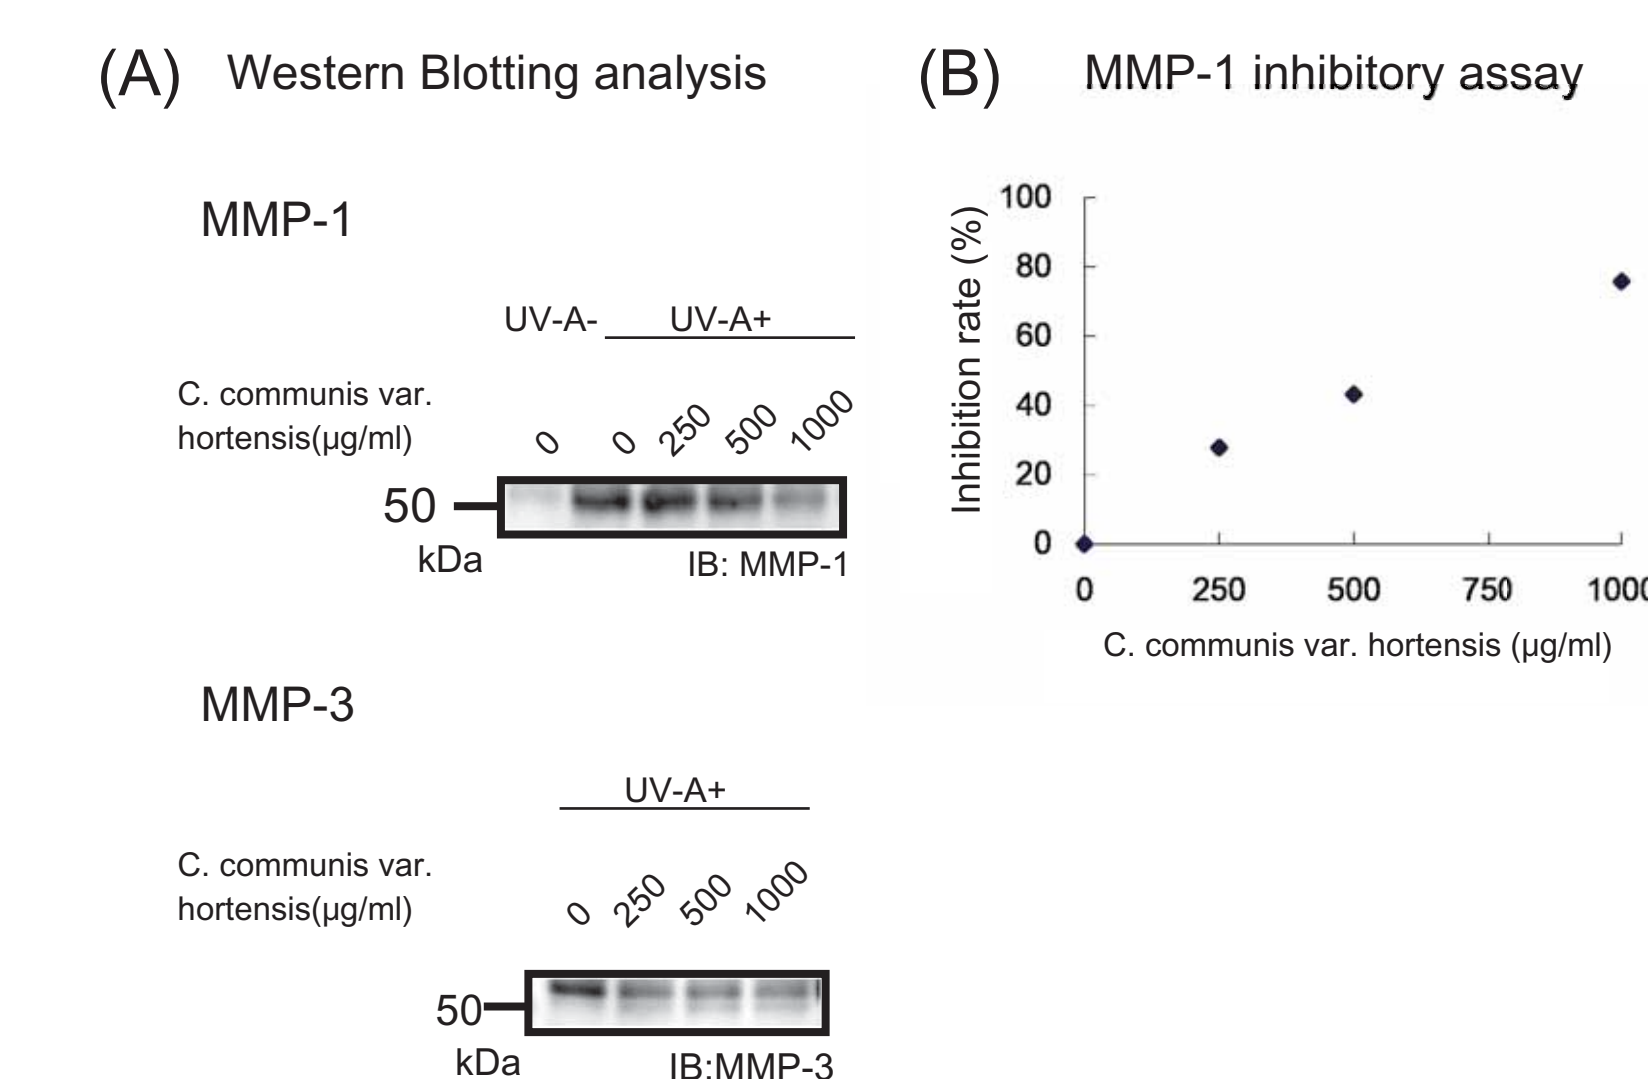 (A) Western Blotting analysis
MMP-1
UV-A- UV-A+
C. communis var.
hortensis(µg/ml)
0 0 250 500 1000
50
kDa
IB: MMP-1
MMP-3
UV-A+
C. communis var.
hortensis(µg/ml)
0 250 500 1000
50
kDa
IB:MMP-3
(B) MMP-1 inhibitory assay
Inhibition rate (%)
100
80
60
40
20
0
0 250 500 750 1000
C. communis var. hortensis (µg/ml)